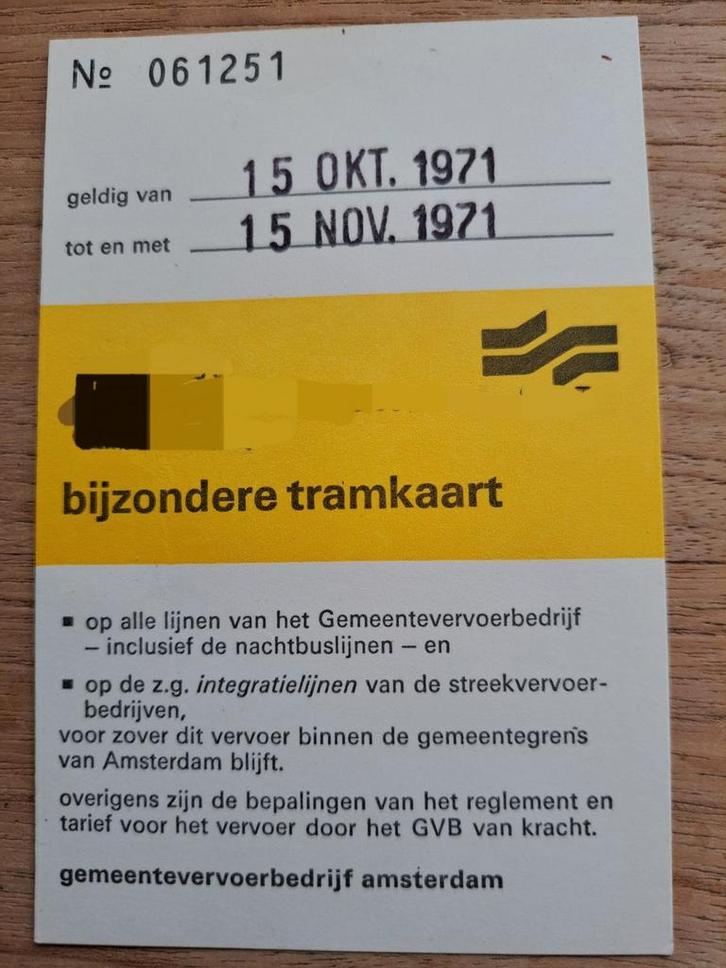 Nº 061251
geldig van 15 OKT. 1971
tot en met 15 NOV. 1971
bijzondere tramkaart
▪ op alle lijnen van het Gemeentevervoerbedrijf
– inclusief de nachtbuslijnen – en
▪ op de z.g. integratielijnen van de streekvervoer-
bedrijven,
voor zover dit vervoer binnen de gemeentegrens
van Amsterdam blijft.
overigens zijn de bepalingen van het reglement en
tarief voor het vervoer door het GVB van kracht.
gemeentevervoerbedrijf amsterdam